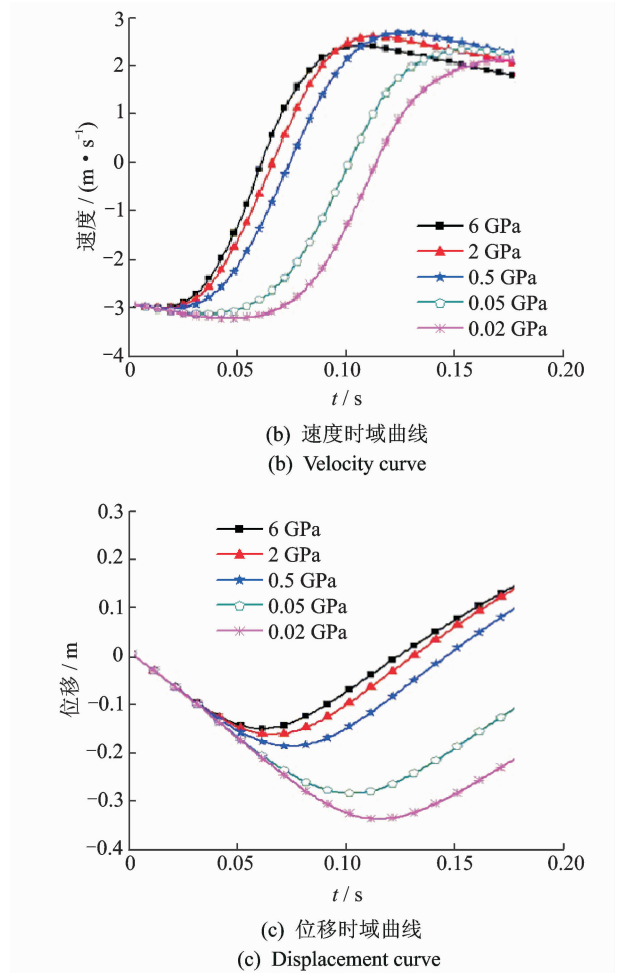 3
2
1
0
−1
−2
−3
−4
速度 / (m • s⁻¹)
6 GPa
2 GPa
0.5 GPa
0.05 GPa
0.02 GPa
0.05
0.10
0.15
0.20
t / s
(b) 速度时域曲线
(b) Velocity curve
0.3
0.2
0.1
0
−0.1
−0.2
−0.3
−0.4
位移 / m
6 GPa
2 GPa
0.5 GPa
0.05 GPa
0.02 GPa
0.05
0.10
0.15
0.20
t / s
(c) 位移时域曲线
(c) Displacement curve